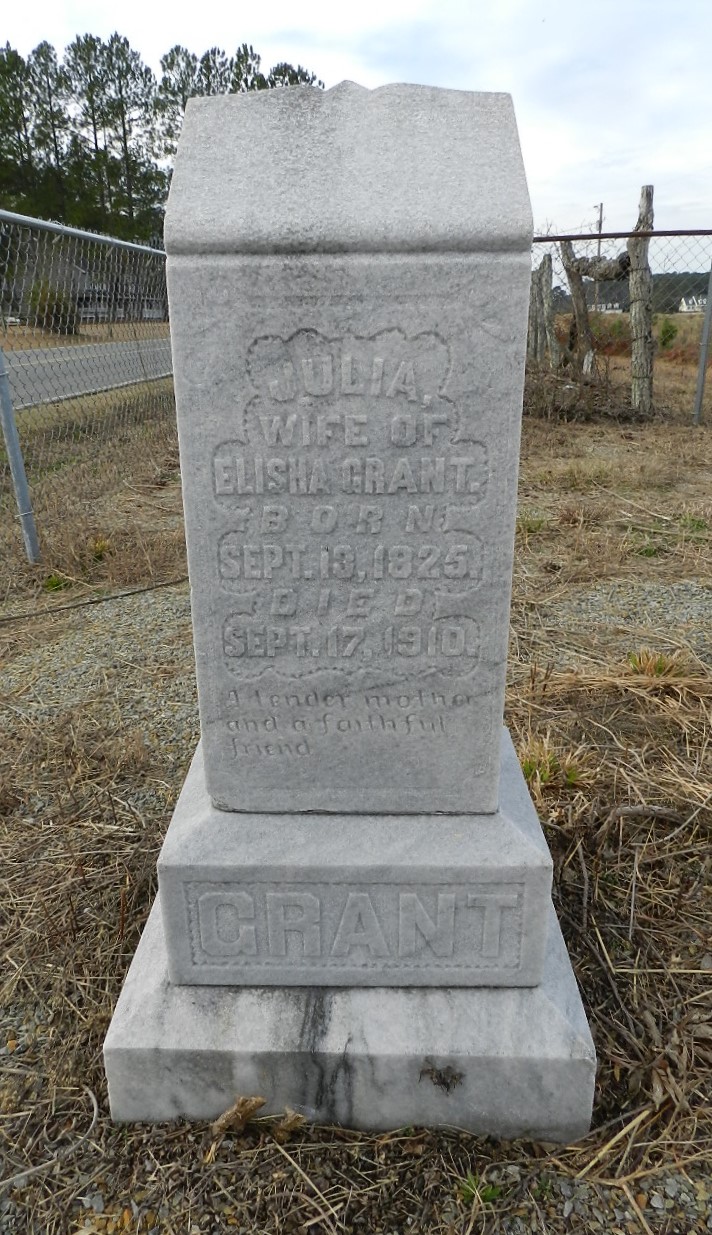 JULIA,
WIFE OF
ELISHA GRANT.
BORN
SEPT. 13, 1825.
DIED
SEPT. 17, 1910.
A tender mother
and a faithful
friend
GRANT